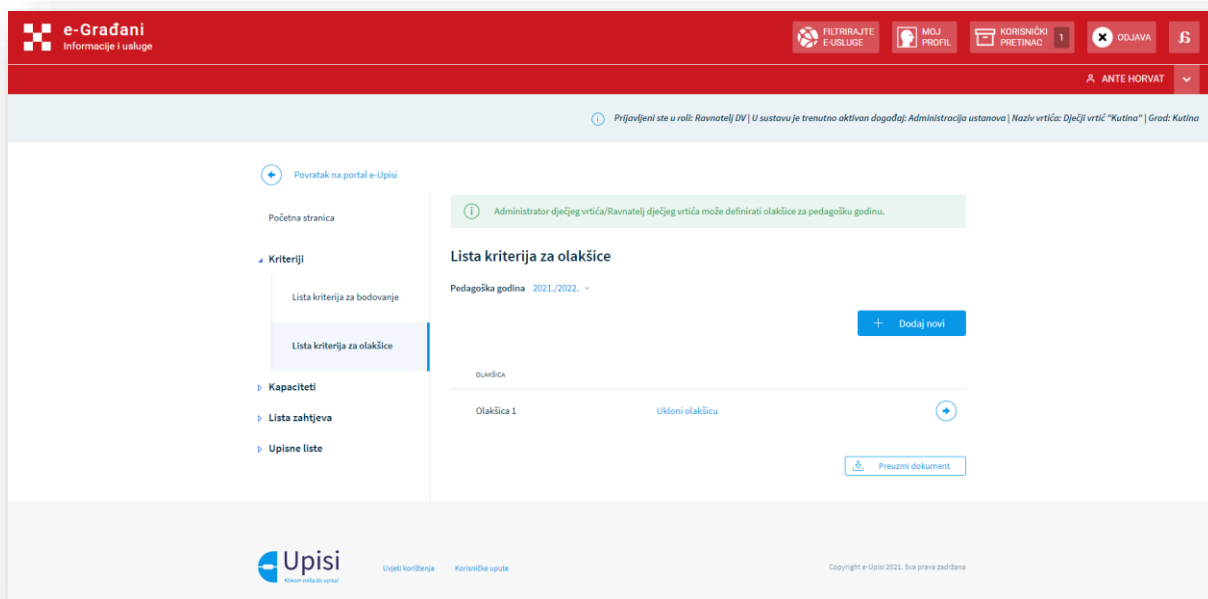 e-Građani
Informacije i usluge
FILTRIRAJTE
E-USLUGE
MOJ
PROFIL
KORISNIČKI
PRETINAC
1
ODJAVA
ANTE HORVAT
Prijavljeni ste u roli: Ravnatelj DV | U sustavu je trenutno aktivan događaj: Administracija ustanova | Naziv vrtića: Dječji vrtić "Kutina" | Grad: Kutina
Povratak na portal e-Upisi
Početna stranica
Kriteriji
Lista kriterija za bodovanje
Lista kriterija za olakšice
Kapaciteti
Lista zahtjeva
Upisne liste
Administrator dječjeg vrtića/Ravnatelj dječjeg vrtića može definirati olakšice za pedagošku godinu.
Lista kriterija za olakšice
Pedagoška godina 2021./2022.
+ Dodaj novi
OLAKŠICA
Olakšica 1 Ukloni olakšicu
Preuzmi dokument
Upisi
Klikom miša do upisa!
Uvjeti korištenja Korisničke upute
Copyright e-Upisi 2021. Sva prava zadržana